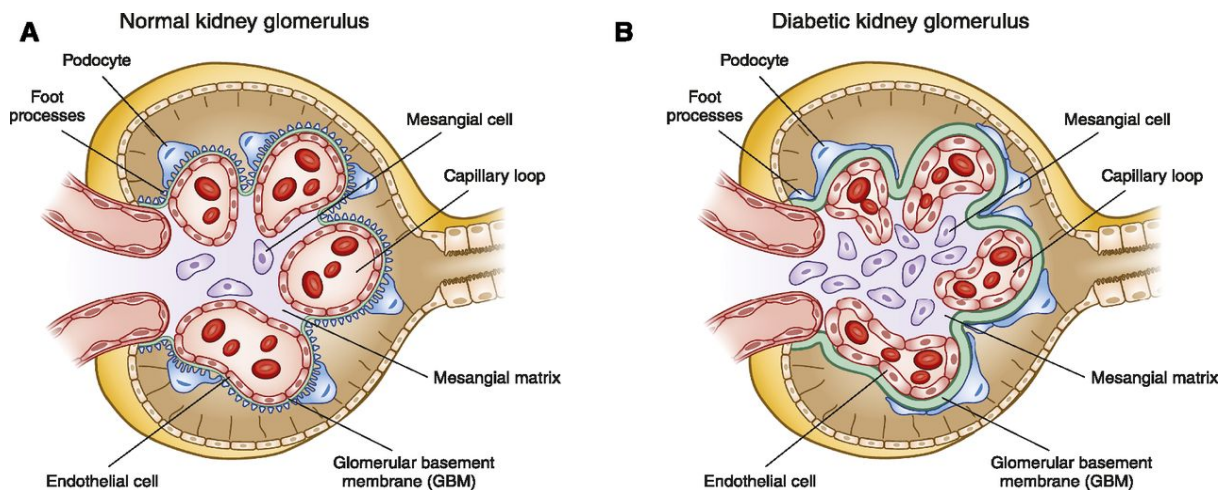 A
Normal kidney glomerulus
Podocyte
Foot
processes
Mesangial cell
Capillary loop
Mesangial matrix
Glomerular basement
membrane (GBM)
Endothelial cell
B
Diabetic kidney glomerulus
Podocyte
Foot
processes
Mesangial cell
Capillary loop
Mesangial matrix
Glomerular basement
membrane (GBM)
Endothelial cell